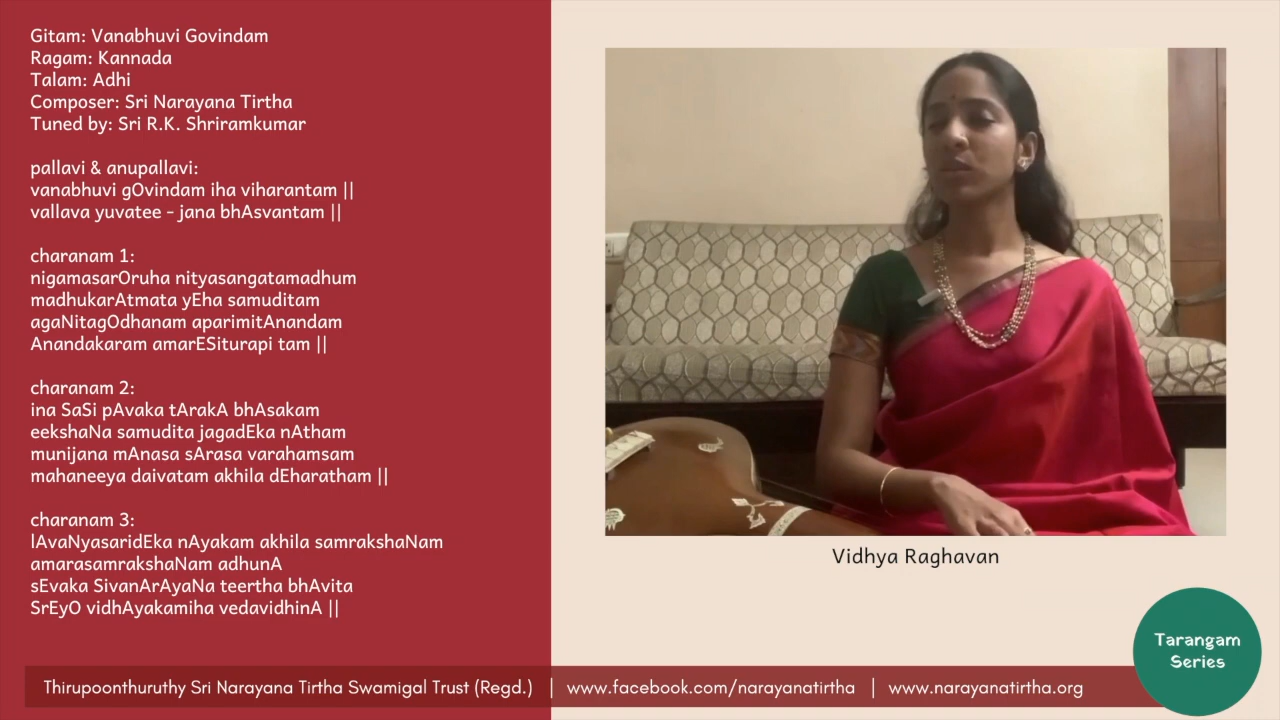 Gitam: Vanabhuvi Govindam
Ragam: Kannada
Talam: Adhi
Composer: Sri Narayana Tirtha
Tuned by: Sri R.K. Shriramkumar
pallavi & anupallavi:
vanabhuvi gOvindam iha viharantam ||
vallava yuvatee - jana bhAsvantam ||
charanam 1:
nigamasarOruha nityasangatamadhum
madhukarAtmata yEha samuditam
agaNitagOdhanam aparimitAnandam
Anandakaram amarESiturapi tam ||
charanam 2:
ina SaSi pAvaka tArakA bhAsakam
eekshaNa samudita jagadEka nAtham
munijana mAnasa sArasa varahamsam
mahaneeya daivatam akhila dEharatham ||
charanam 3:
lAvaNyasaridEka nAyakam akhila samrakshaNam
amarasamrakshaNam adhunA
sEvaka SivanArAyaNa teertha bhAvita
SrEyO vidhAyakamiha vedavidhinA ||
Vidhya Raghavan
Tarangam
Series
Thirupoonthuruthy Sri Narayana Tirtha Swamigal Trust (Regd.) | www.facebook.com/narayanatirtha | www.narayanatirtha.org